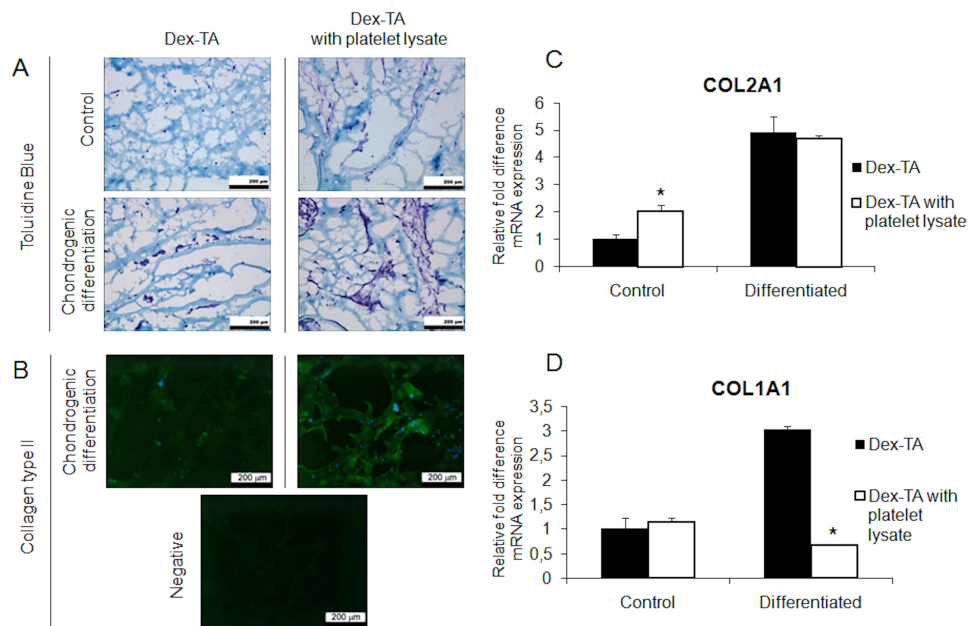 Dex-TA
Dex-TA
with platelet lysate
A
Toluidine Blue
Control
200 µm
200 µm
Chondrogenic
differentiation
200 µm
200 µm
B
Collagen type II
Chondrogenic
differentiation
200 µm
200 µm
Negative
200 µm
C
COL2A1
Relative fold difference
mRNA expression
6
5
4
3
2
1
0
*
Control
Differentiated
Dex-TA
Dex-TA with
platelet lysate
D
COL1A1
Relative fold difference
mRNA expression
3,5
3
2,5
2
1,5
1
0,5
0
*
Control
Differentiated
Dex-TA
Dex-TA with
platelet
lysate